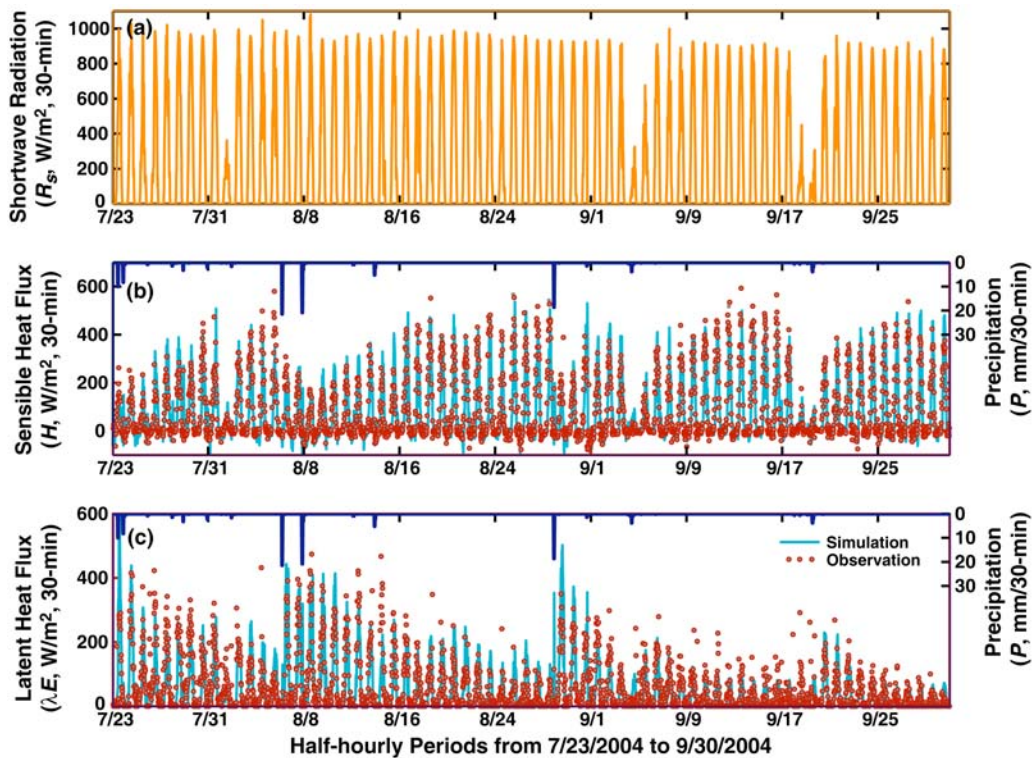 (a)
Shortwave Radiation
(Rs, W/m2, 30-min)
1000
800
600
400
200
0
7/23 7/31 8/8 8/16 8/24 9/1 9/9 9/17 9/25
(b)
Sensible Heat Flux
(H, W/m2, 30-min)
600
400
200
0
0
10
20
30
Precipitation
(P, mm/30-min)
7/23 7/31 8/8 8/16 8/24 9/1 9/9 9/17 9/25
(c)
Latent Heat Flux
(λE, W/m2, 30-min)
600
400
200
0
Simulation
Observation
0
10
20
30
Precipitation
(P, mm/30-min)
7/23 7/31 8/8 8/16 8/24 9/1 9/9 9/17 9/25
Half-hourly Periods from 7/23/2004 to 9/30/2004